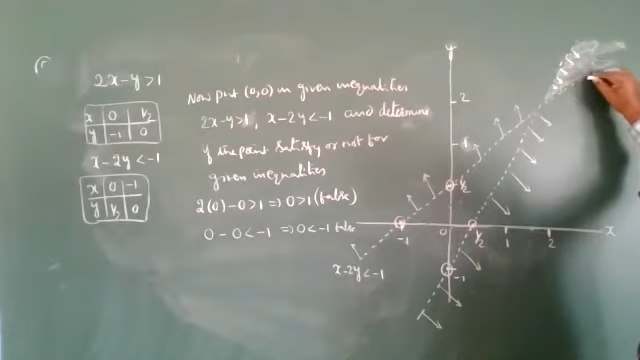 2x-y>1
x 0 1/2
y -1 0
x-2y<-1
x 0 -1
y 1/2 0
Now put (0,0) in given inequalities
2x-y>1, x-2y<-1 and determine
if the point satisfy or not for
given inequalities
2(0)-0>1 ⇒ 0>1 (false)
0-0<-1 ⇒ 0<-1 false
y
2
1
1/2
-1 0 1/2 1 2 x
-1
x-2y<-1